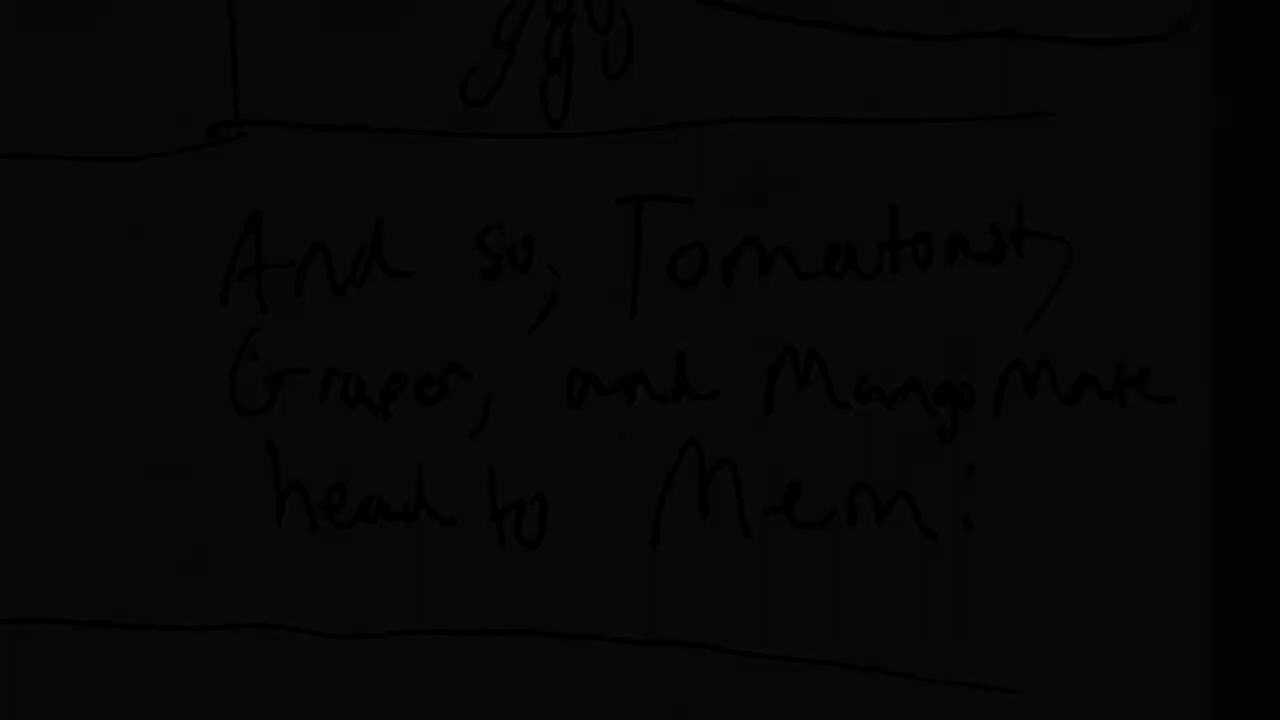 And so, Tomatoast,
Graper, and MangoMate
head to Mem: